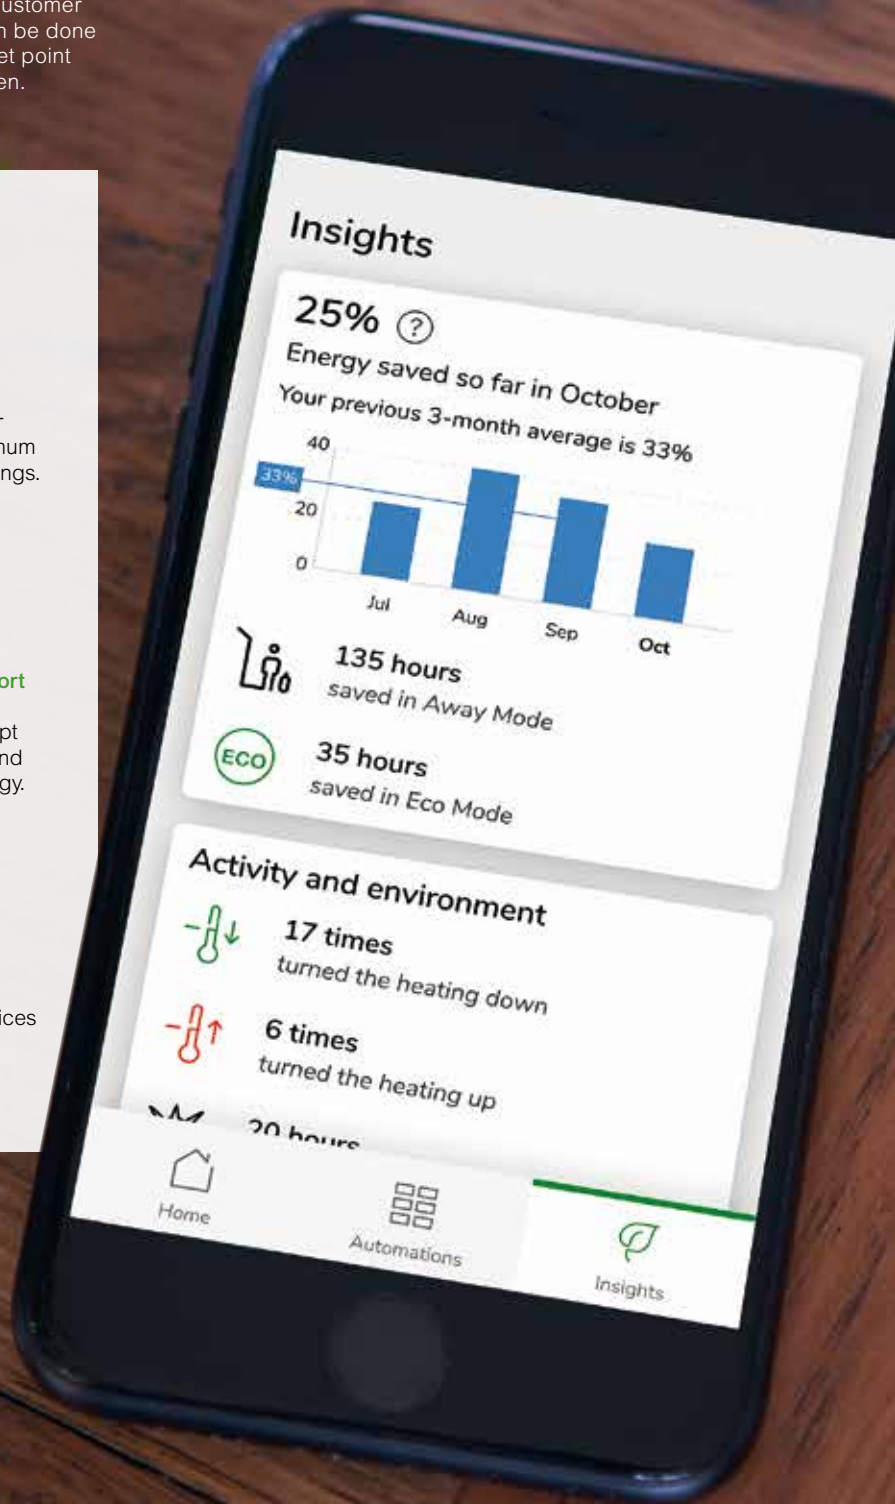 ustomer
n be done
et point
en.
num
ings.
ort
pt
nd
gy.
ices
Insights
25% ?
Energy saved so far in October
Your previous 3-month average is 33%
40
33%
20
0
Jul Aug Sep Oct
135 hours
saved in Away Mode
ECO
35 hours
saved in Eco Mode
Activity and environment
17 times
turned the heating down
6 times
turned the heating up
20 hours
Home Automations Insights